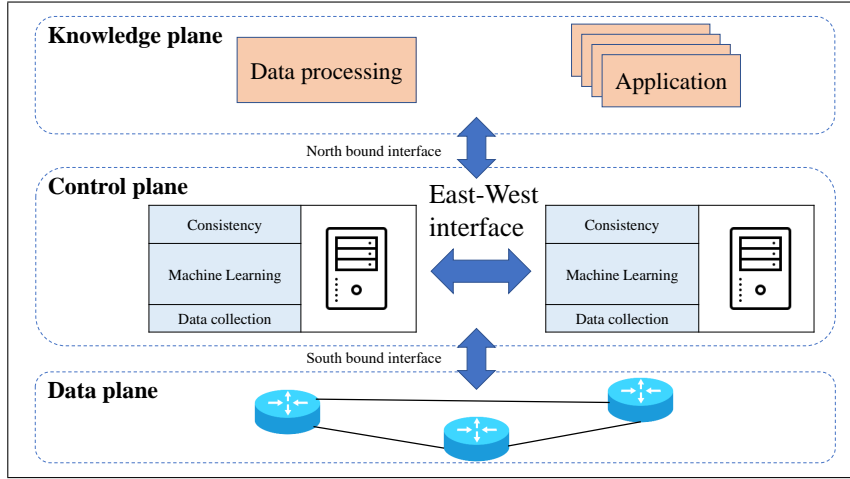 Knowledge plane
Data processing
Application
North bound interface
Control plane
East-West
interface
Consistency
Machine Learning
Data collection
Consistency
Machine Learning
Data collection
South bound interface
Data plane